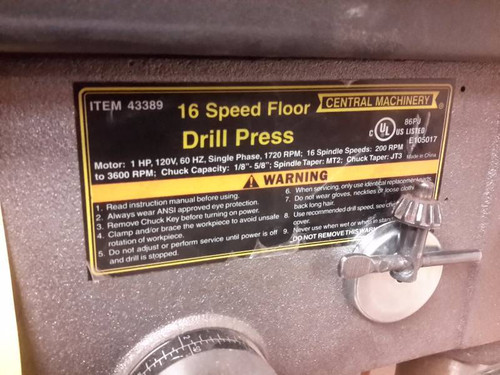 ITEM 43389
16 Speed Floor
Drill Press
CENTRAL MACHINERY
UL
86PJ
C US LISTED
E105017
Motor: 1 HP, 120V, 60 HZ, Single Phase, 1720 RPM; 16 Spindle Speeds: 200 RPM
to 3600 RPM; Chuck Capacity: 1/8"- 5/8"; Spindle Taper: MT2; Chuck Taper: JT3 Made in China
WARNING
1. Read instruction manual before using.
2. Always wear ANSI approved eye protection.
3. Remove Chuck Key before turning on power.
4. Clamp and/or brace the workpiece to avoid unsafe
rotation of workpiece.
5. Do not adjust or perform service until power is off
and drill is stopped.
6. When servicing, only use identical replacement
7. Do not wear gloves, neckties or loose
back long hair.
8. Use recommended drill speed, see
cover.
9. Never use when wet or when in
DO NOT REMOVE THIS